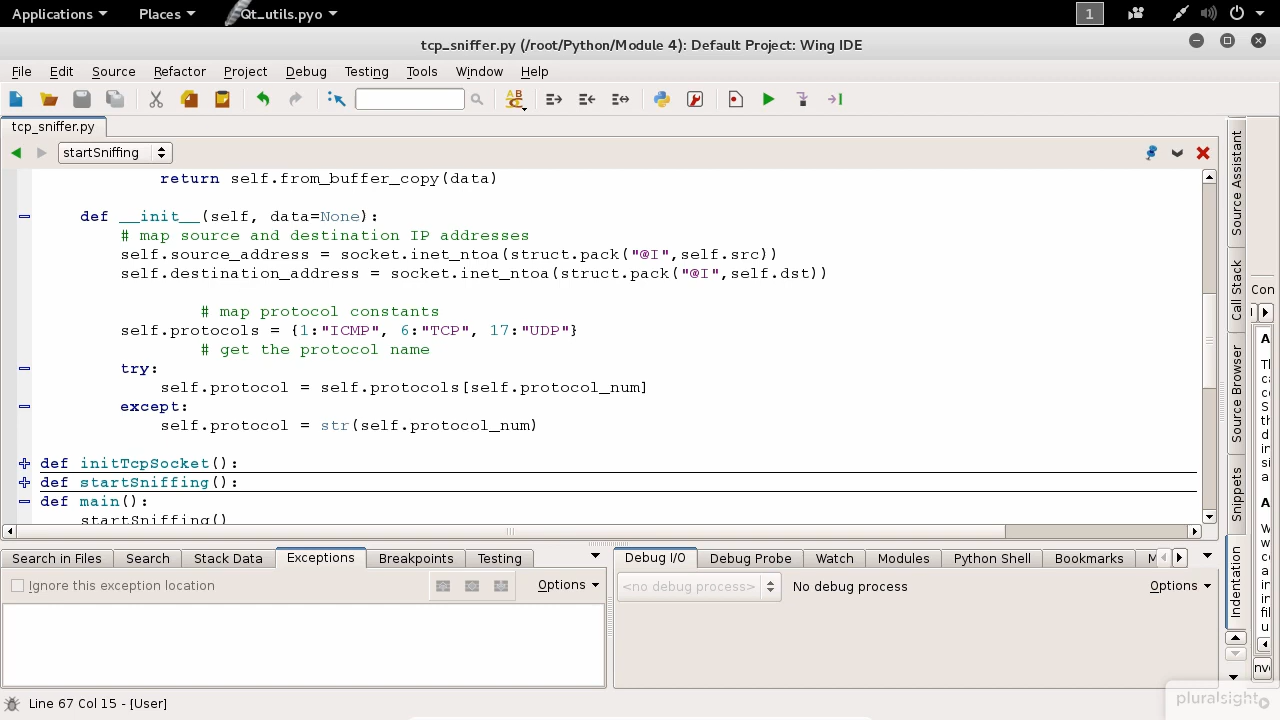 Applications Places Qt_utils.pyo 1
tcp_sniffer.py (/root/Python/Module 4): Default Project: Wing IDE
File Edit Source Refactor Project Debug Testing Tools Window Help
tcp_sniffer.py
startSniffing
return self.from_buffer_copy(data)
def __init__(self, data=None):
# map source and destination IP addresses
self.source_address = socket.inet_ntoa(struct.pack("@I",self.src))
self.destination_address = socket.inet_ntoa(struct.pack("@I",self.dst))
# map protocol constants
self.protocols = {1:"ICMP", 6:"TCP", 17:"UDP"}
# get the protocol name
try:
self.protocol = self.protocols[self.protocol_num]
except:
self.protocol = str(self.protocol_num)
def initTcpSocket():
def startSniffing():
def main():
startSniffing()
Source Assistant
Call Stack
Source Browser
Snippets
Indentation
Con
Search in Files Search Stack Data Exceptions Breakpoints Testing
Ignore this exception location Options
Debug I/O Debug Probe Watch Modules Python Shell Bookmarks
<no debug process> No debug process Options
Line 67 Col 15 - [User]
pluralsight